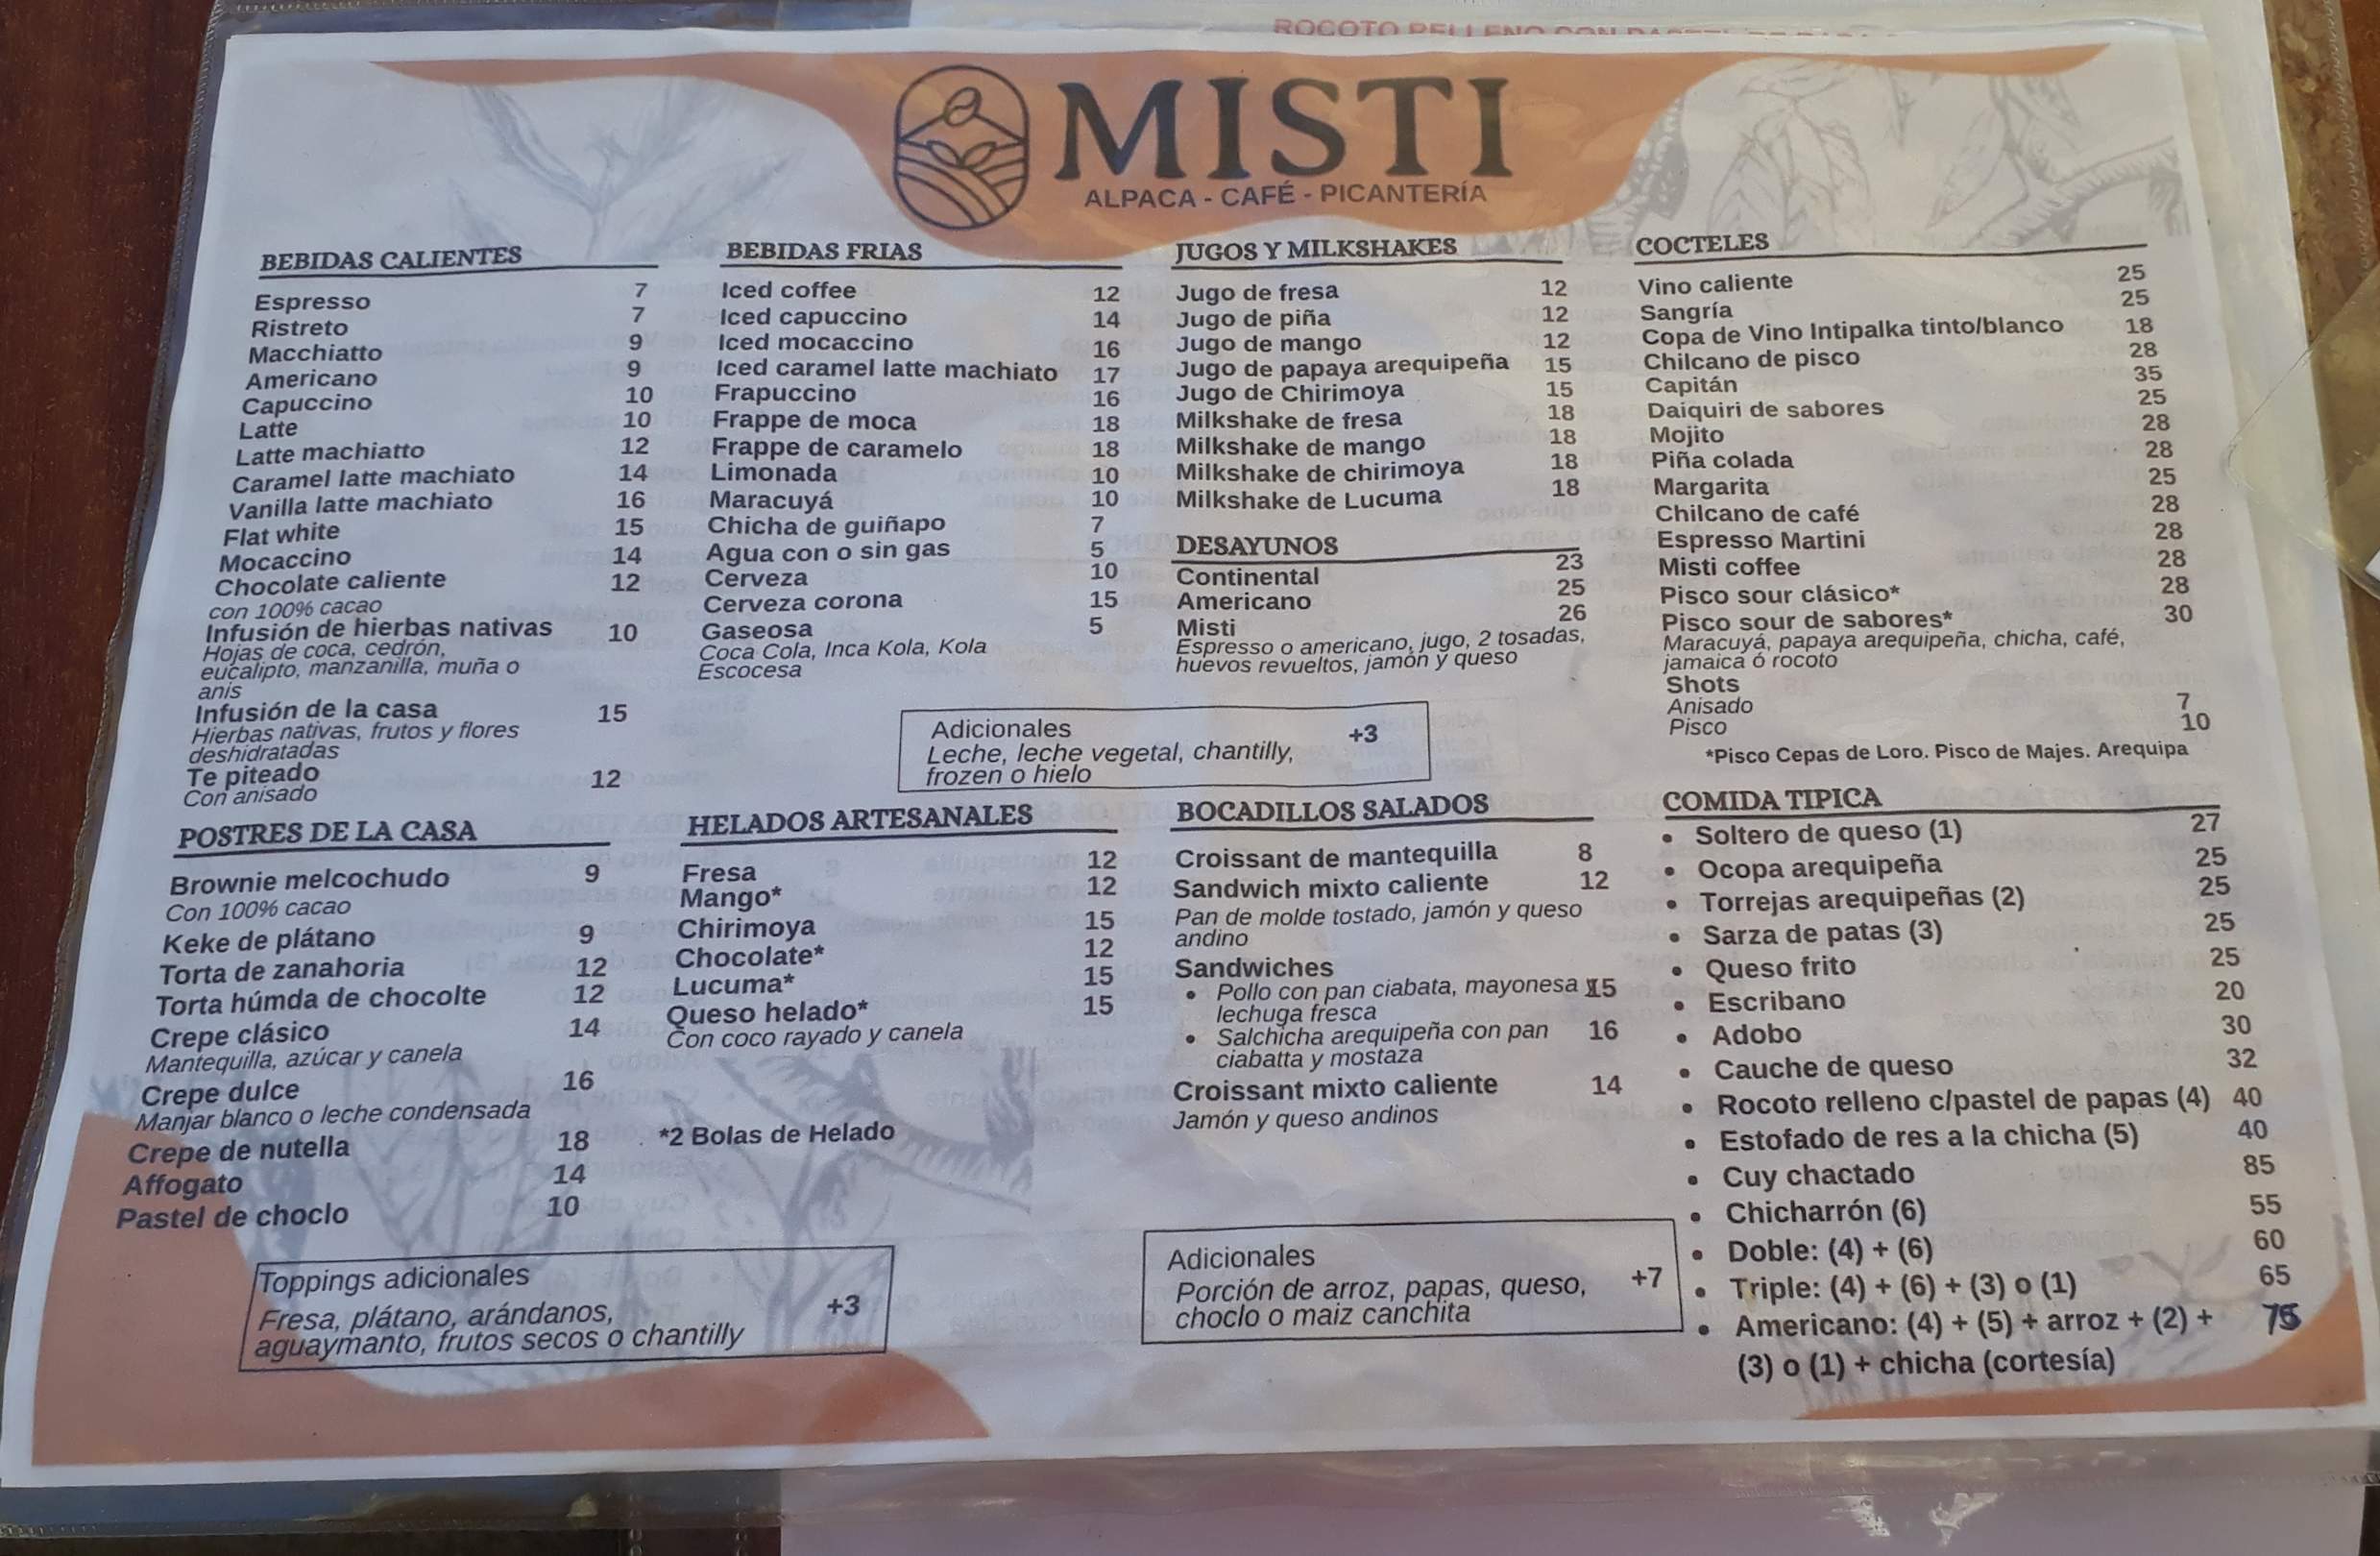 ROCOTO RELLENO CON PASTEL DE PAPA
MISTI
ALPACA - CAFÉ - PICANTERÍA
BEBIDAS CALIENTES
Espresso 7
Ristreto 7
Macchiatto 9
Americano 9
Capuccino 10
Latte 10
Latte machiatto 12
Caramel latte machiato 14
Vanilla latte machiato 16
Flat white 15
Mocaccino 14
Chocolate caliente 12
con 100% cacao
Infusión de hierbas nativas 10
Hojas de coca, cedrón,
eucalipto, manzanilla, muña o
anis
Infusión de la casa 15
Hierbas nativas, frutos y flores
deshidratadas
Te piteado 12
Con anisado
BEBIDAS FRIAS
Iced coffee 12
Iced capuccino 14
Iced mocaccino 16
Iced caramel latte machiato 17
Frapuccino 16
Frappe de moca 18
Frappe de caramelo 18
Limonada 10
Maracuyá 10
Chicha de guiñapo 7
Agua con o sin gas 5
Cerveza 10
Cerveza corona 15
Gaseosa 5
Coca Cola, Inca Kola, Kola
Escocesa
JUGOS Y MILKSHAKES
Jugo de fresa 12
Jugo de piña 12
Jugo de mango 12
Jugo de papaya arequipeña 15
Jugo de Chirimoya 15
Milkshake de fresa 18
Milkshake de mango 18
Milkshake de chirimoya 18
Milkshake de Lucuma 18
DESAYUNOS
Continental 23
Americano 25
Misti 26
Espresso o americano, jugo, 2 tosadas,
huevos revueltos, jamón y queso
Adicionales +3
Leche, leche vegetal, chantilly,
frozen o hielo
COCTELES
Vino caliente 25
Sangría 25
Copa de Vino Intipalka tinto/blanco 18
Chilcano de pisco 28
Capitán 35
Daiquiri de sabores 25
Mojito 28
Piña colada 28
Margarita 25
Chilcano de café 28
Espresso Martini 28
Misti coffee 28
Pisco sour clásico* 28
Pisco sour de sabores* 30
Maracuyá, papaya arequipeña, chicha, café,
jamaica ó rocoto
Shots
Anisado 7
Pisco 10
*Pisco Cepas de Loro. Pisco de Majes. Arequipa
POSTRES DE LA CASA
Brownie melcochudo 9
Con 100% cacao
Keke de plátano 9
Torta de zanahoria 12
Torta húmda de chocolte 12
Crepe clásico 14
Mantequilla, azúcar y canela
Crepe dulce 16
Manjar blanco o leche condensada
Crepe de nutella 18
Affogato 14
Pastel de choclo 10
Toppings adicionales
Fresa, plátano, arándanos, +3
aguaymanto, frutos secos o chantilly
HELADOS ARTESANALES
Fresa 12
Mango* 12
Chirimoya 15
Chocolate* 12
Lucuma* 15
Queso helado* 15
Con coco rayado y canela
*2 Bolas de Helado
BOCADILLOS SALADOS
Croissant de mantequilla 8
Sandwich mixto caliente 12
Pan de molde tostado, jamón y queso
andino
Sandwiches
• Pollo con pan ciabata, mayonesa y 15
lechuga fresca
• Salchicha arequipeña con pan 16
ciabatta y mostaza
Croissant mixto caliente 14
Jamón y queso andinos
Adicionales
Porción de arroz, papas, queso, +7
choclo o maiz canchita
COMIDA TIPICA
• Soltero de queso (1) 27
• Ocopa arequipeña 25
• Torrejas arequipeñas (2) 25
• Sarza de patas (3) 25
• Queso frito 25
• Escribano 20
• Adobo 30
• Cauche de queso 32
• Rocoto relleno c/pastel de papas (4) 40
• Estofado de res a la chicha (5) 40
• Cuy chactado 85
• Chicharrón (6) 55
• Doble: (4) + (6) 60
• Triple: (4) + (6) + (3) o (1) 65
• Americano: (4) + (5) + arroz + (2) + 75
(3) o (1) + chicha (cortesía)